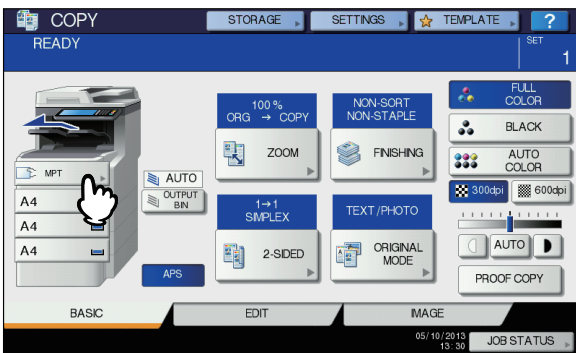 COPY
STORAGE
SETTINGS
TEMPLATE
?
READY
SET
1
100 %
ORG → COPY
NON-SORT
NON-STAPLE
FULL
COLOR
ZOOM
FINISHING
BLACK
MPT
AUTO
AUTO
COLOR
OUTPUT
BIN
300dpi
600dpi
A4
1→1
SIMPLEX
TEXT/PHOTO
A4
2-SIDED
ORIGINAL
MODE
AUTO
A4
APS
PROOF COPY
BASIC
EDIT
IMAGE
05/10/2013
13:30
JOB STATUS